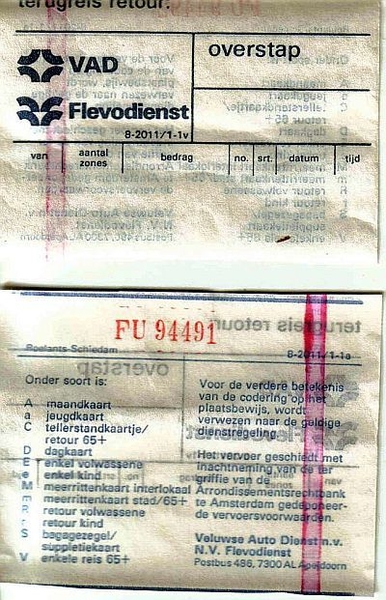 terugreis retour:
VAD
Flevodienst
8-2011/1-1v
overstap
van aantal zones bedrag no. srt. datum tijd
FU 94491
Roelants-Schiedam
8-2011/1-1a
Onder soort is:
A maandkaart
a jeugdkaart
C tellerstandkaartje/
retour 65+
D dagkaart
E enkel volwassene
e enkel kind
M meerrittenkaart interlokaal
m meerrittenkaart stad/65+
R retour volwassene
r retour kind
S bagagezegel/
suppletiekaart
V enkele reis 65+
Voor de verdere betekenis
van de codering op het
plaatsbewijs, wordt
verwezen naar de geldige
dienstregeling.
Het vervoer geschiedt met
inachtneming van de ter
griffie van de
Arrondissementsrechtbank
te Amsterdam gedeponeer-
de vervoersvoorwaarden.
Veluwse Auto Dienst n.v.
N.V. Flevodienst
Postbus 486, 7300 AL Apeldoorn